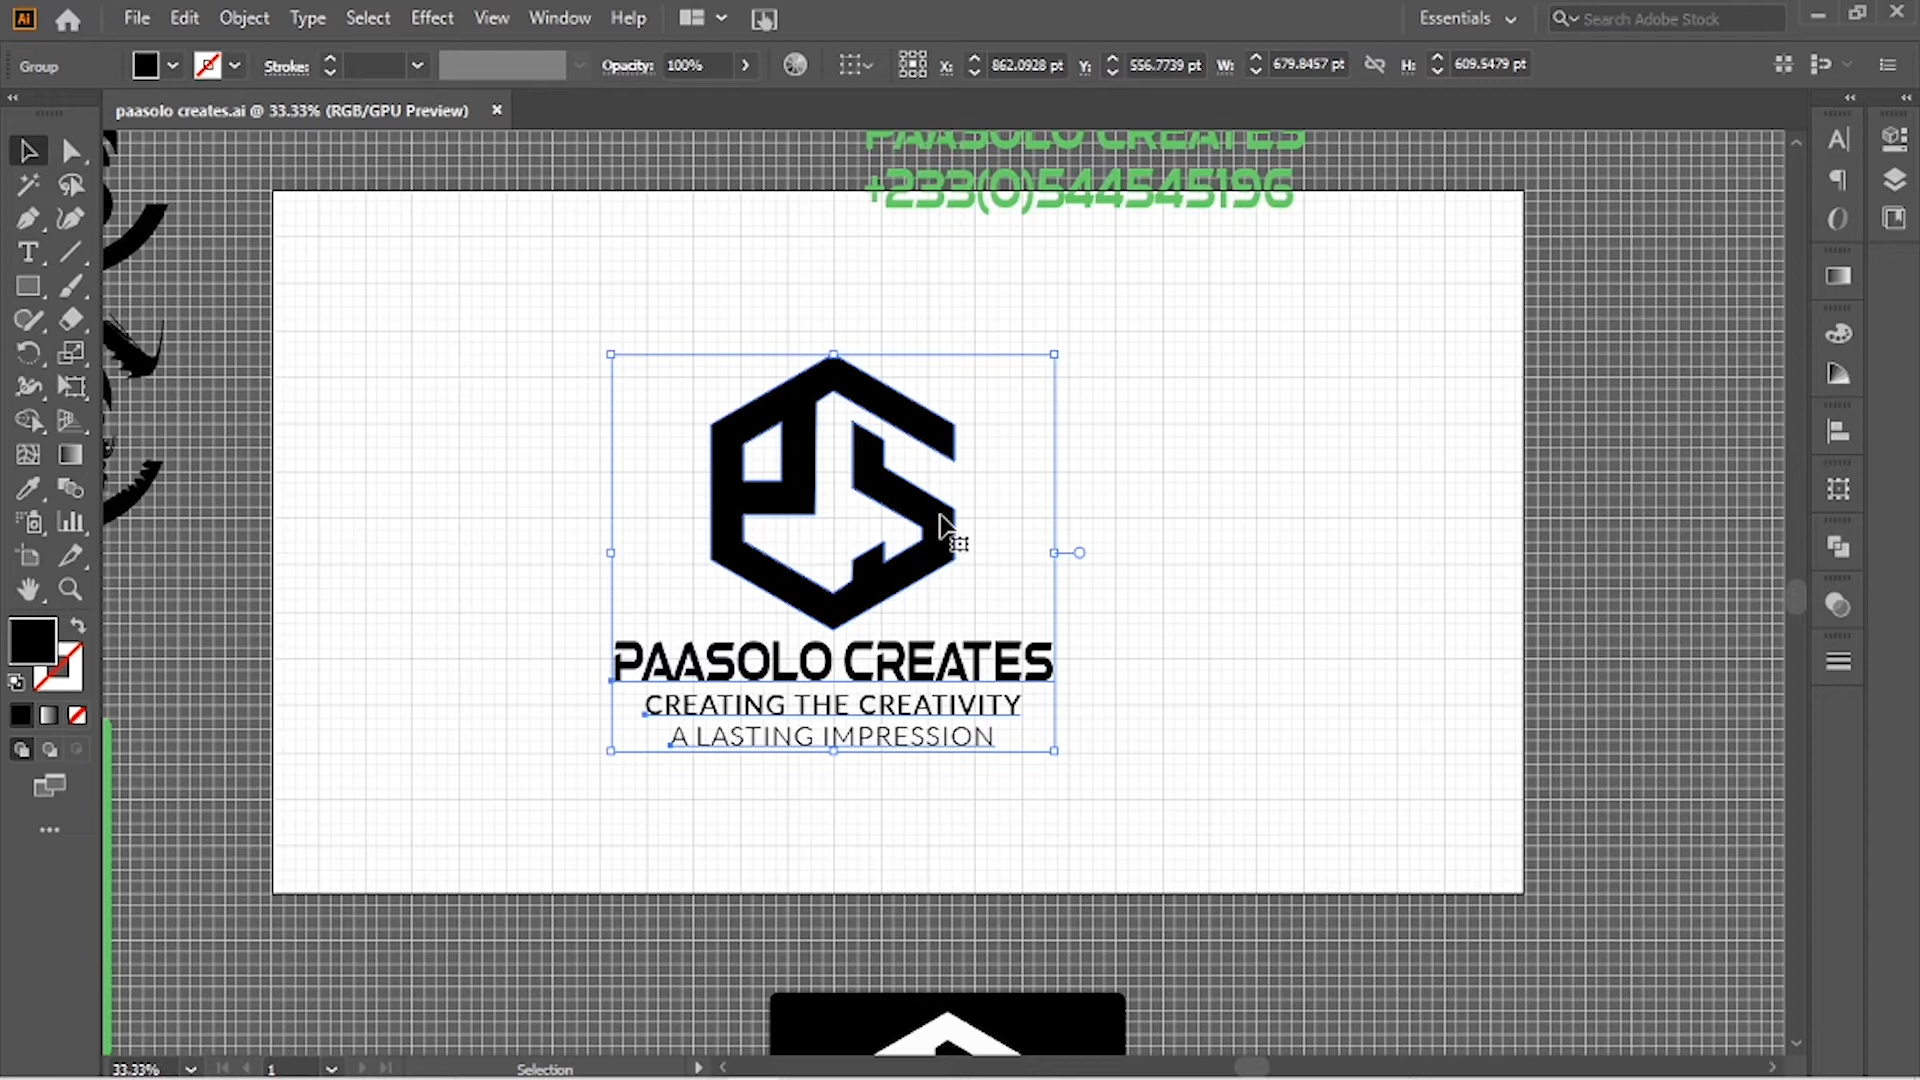 File Edit Object Type Select Effect View Window Help
Essentials
Search Adobe Stock
Group
Stroke:
Opacity: 100%
X: 862.0928 pt Y: 556.7739 pt W: 679.8457 pt H: 609.5479 pt
paasolo creates.ai @ 33.33% (RGB/GPU Preview)
PAASOLO CREATES
+233(0)544545196
PAASOLO CREATES
CREATING THE CREATIVITY
A LASTING IMPRESSION
33.33%
1
Selection